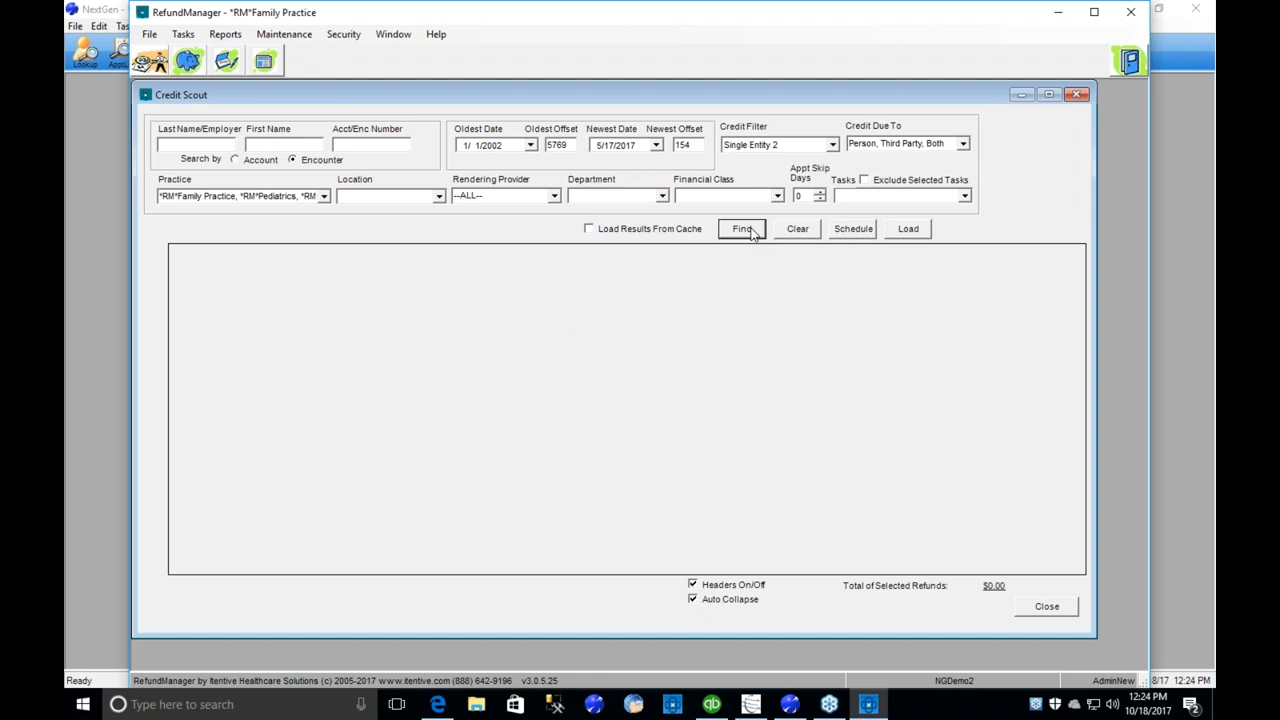 NextGen
RefundManager - *RM*Family Practice
File Edit Tas
File Tasks Reports Maintenance Security Window Help
Lookup
Credit Scout
Last Name/Employer First Name Acct/Enc Number
Oldest Date Oldest Offset Newest Date Newest Offset
Credit Filter
Credit Due To
1/ 1/2002 5769 5/17/2017 154
Single Entity 2
Person, Third Party, Both
Search by Account Encounter
Practice Location Rendering Provider Department Financial Class
Appt Skip
Days
Tasks Exclude Selected Tasks
*RM*Family Practice, *RM*Pediatrics, *RM
--ALL--
0
Load Results From Cache Find Clear Schedule Load
Headers On/Off
Auto Collapse
Total of Selected Refunds: $0.00
Close
Ready
RefundManager by Itentive Healthcare Solutions (c) 2005-2017 www.itentive.com (888) 642-9196 v3.0.5.25
NGDemo2
AdminNew
8/17 12:24 PM
Type here to search
qb
12:24 PM
10/18/2017
2